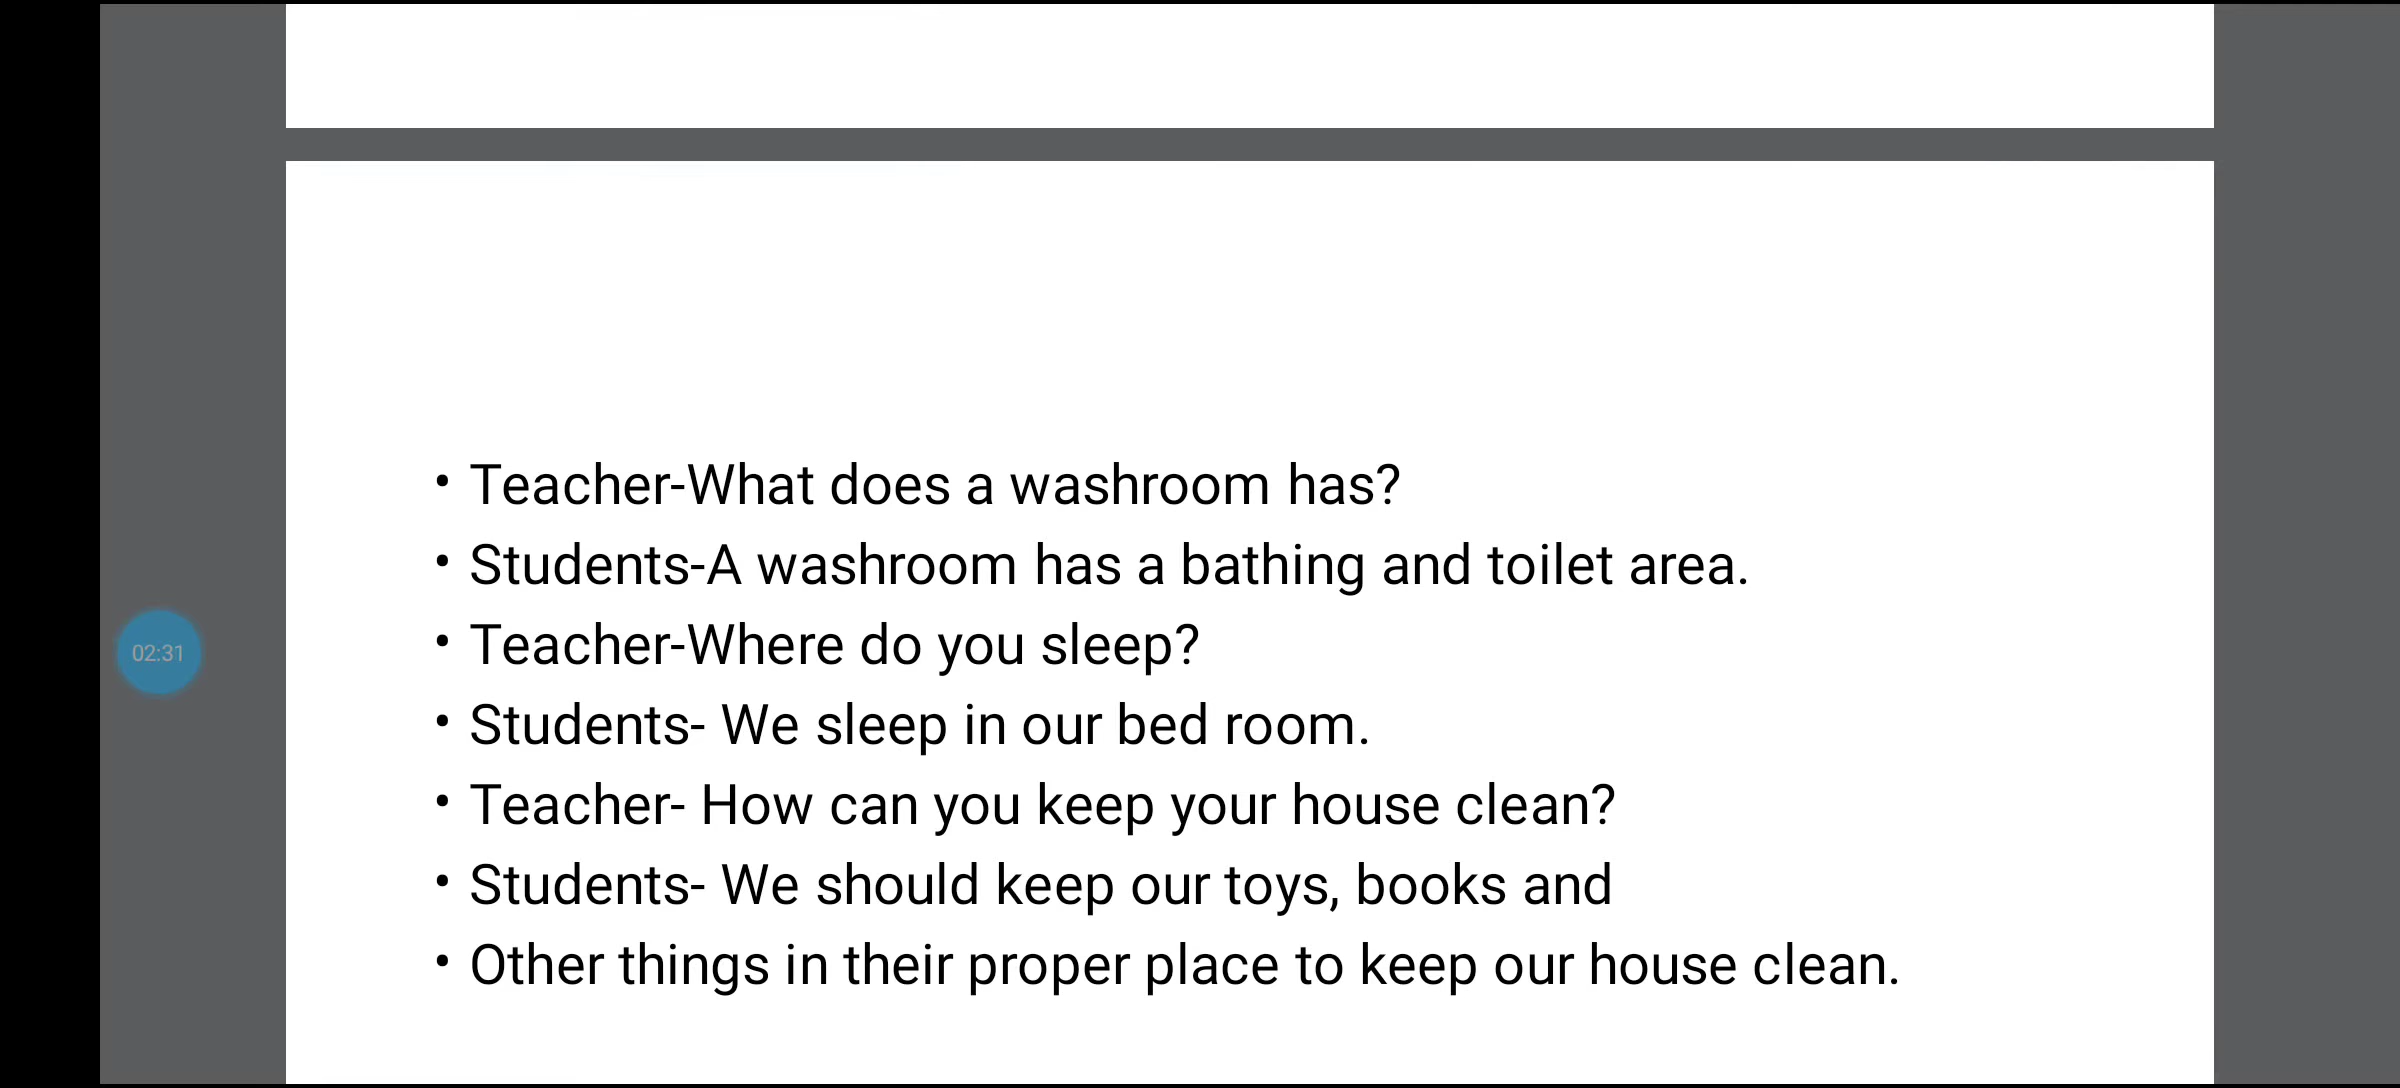 • Teacher-What does a washroom has?
• Students-A washroom has a bathing and toilet area.
• Teacher-Where do you sleep?
02:31
• Students- We sleep in our bed room.
• Teacher- How can you keep your house clean?
• Students- We should keep our toys, books and
• Other things in their proper place to keep our house clean.